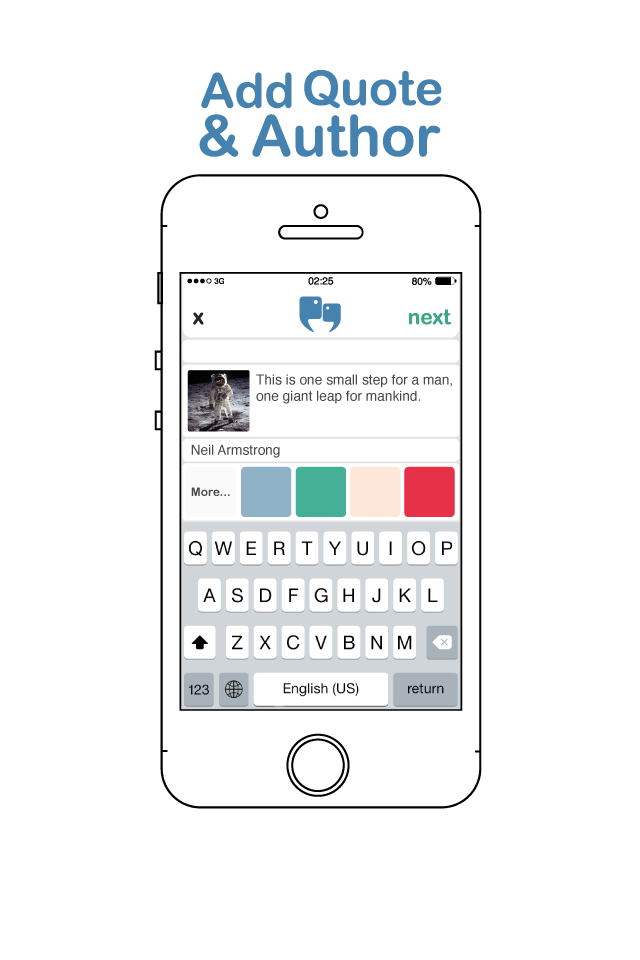 Add Quote
& Author
3G 02:25 80%
x next
This is one small step for a man,
one giant leap for mankind.
Neil Armstrong
More...
Q W E R T Y U I O P
A S D F G H J K L
Z X C V B N M
123 English (US) return